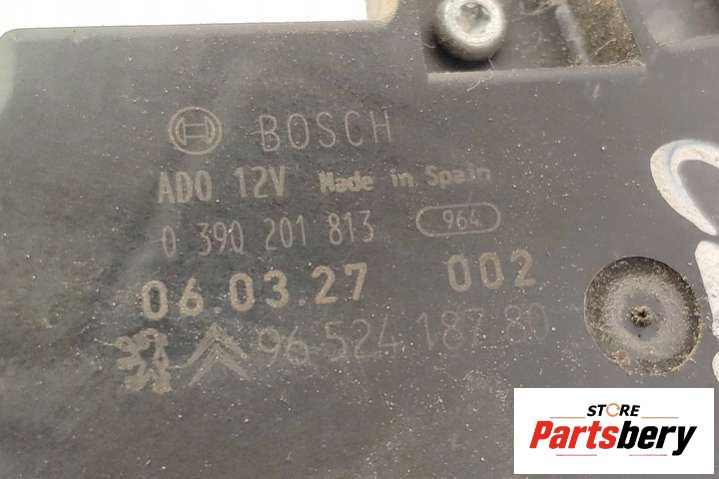 BOSCH
ADO 12V Made in Spain
0 390 201 813 964
06.03.27 002
96 524 187 80
STORE
Partsbery